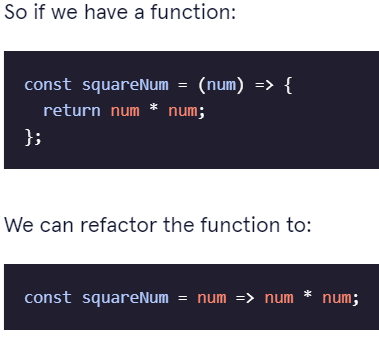 So if we have a function:
const squareNum = (num) => {
  return num * num;
};
We can refactor the function to:
const squareNum = num => num * num;